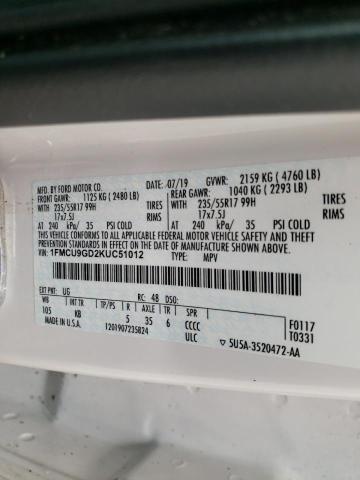 MFD. BY FORD MOTOR CO.
DATE: 07/19 GVWR: 2159 KG ( 4760 LB)
FRONT GAWR: 1125 KG ( 2480 LB) REAR GAWR: 1040 KG ( 2293 LB)
WITH 235/55R17 99H TIRES WITH 235/55R17 99H TIRES
17x7.5J RIMS 17x7.5J RIMS
AT 240 kPa/ 35 PSI COLD AT 240 kPa/ 35 PSI COLD
THIS VEHICLE CONFORMS TO ALL APPLICABLE FEDERAL MOTOR VEHICLE SAFETY
AND THEFT PREVENTION STANDARDS IN EFFECT ON THE DATE OF MANUFACTURE SHOWN ABOVE.
VIN: 1FMCU9GD2KUC51012 TYPE: MPV
EXT PNT: UG RC: 48 DSO:
WB KB TP/PS R AXLE TR SPR F0117
105 5 35 6 CCCC T0331
MADE IN U.S.A. 1201907235824 ULC 5U5A-3520472-AA